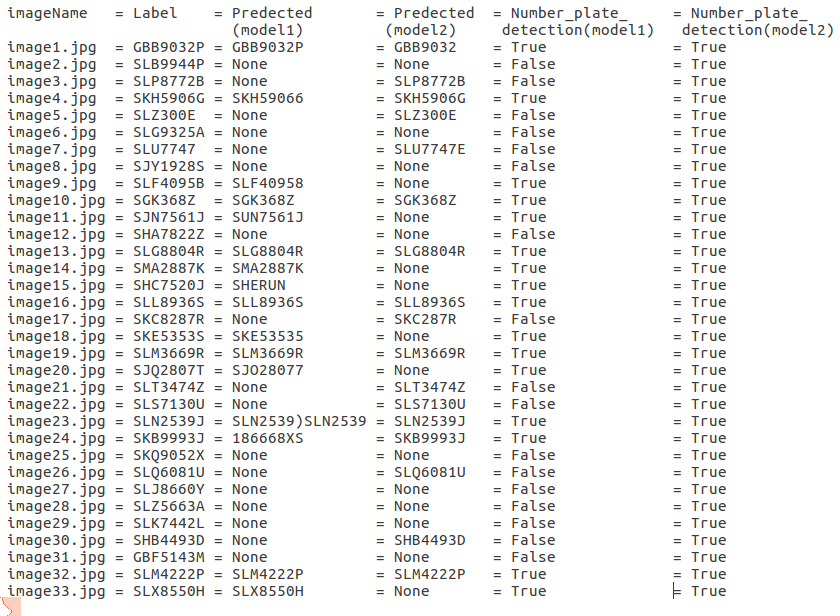 imageName   = Label    = Predected        = Predected  = Number_plate_     = Number_plate_
                         (model1)         (model2)     detection(model1)   detection(model2)
image1.jpg  = GBB9032P = GBB9032P         = GBB9032    = True              = True
image2.jpg  = SLB9944P = None             = None       = False             = True
image3.jpg  = SLP8772B = None             = SLP8772B   = False             = True
image4.jpg  = SKH5906G = SKH59066         = SKH5906G   = True              = True
image5.jpg  = SLZ300E  = None             = SLZ300E    = False             = True
image6.jpg  = SLG9325A = None             = None       = False             = True
image7.jpg  = SLU7747  = None             = SLU7747E   = False             = True
image8.jpg  = SJY1928S = None             = None       = False             = True
image9.jpg  = SLF4095B = SLF40958         = None       = True              = True
image10.jpg = SGK368Z  = SGK368Z          = SGK368Z    = True              = True
image11.jpg = SJN7561J = SUN7561J         = None       = True              = True
image12.jpg = SHA7822Z = None             = None       = False             = True
image13.jpg = SLG8804R = SLG8804R         = SLG8804R   = True              = True
image14.jpg = SMA2887K = SMA2887K         = None       = True              = True
image15.jpg = SHC7520J = SHERUN           = None       = True              = True
image16.jpg = SLL8936S = SLL8936S         = SLL8936S   = True              = True
image17.jpg = SKC8287R = None             = SKC287R    = False             = True
image18.jpg = SKE5353S = SKE53535         = None       = True              = True
image19.jpg = SLM3669R = SLM3669R         = SLM3669R   = True              = True
image20.jpg = SJQ2807T = SJO28077         = None       = True              = True
image21.jpg = SLT3474Z = None             = SLT3474Z   = False             = True
image22.jpg = SLS7130U = None             = SLS7130U   = False             = True
image23.jpg = SLN2539J = SLN2539)SLN2539 = SLN2539J   = True              = True
image24.jpg = SKB9993J = 186668XS         = SKB9993J   = True              = True
image25.jpg = SKQ9052X = None             = None       = False             = True
image26.jpg = SLQ6081U = None             = SLQ6081U   = False             = True
image27.jpg = SLJ8660Y = None             = None       = False             = True
image28.jpg = SLZ5663A = None             = None       = False             = True
image29.jpg = SLK7442L = None             = None       = False             = True
image30.jpg = SHB4493D = None             = SHB4493D   = False             = True
image31.jpg = GBF5143M = None             = None       = False             = True
image32.jpg = SLM4222P = SLM4222P         = SLM4222P   = True              = True
image33.jpg = SLX8550H = SLX8550H         = None       = True              = True